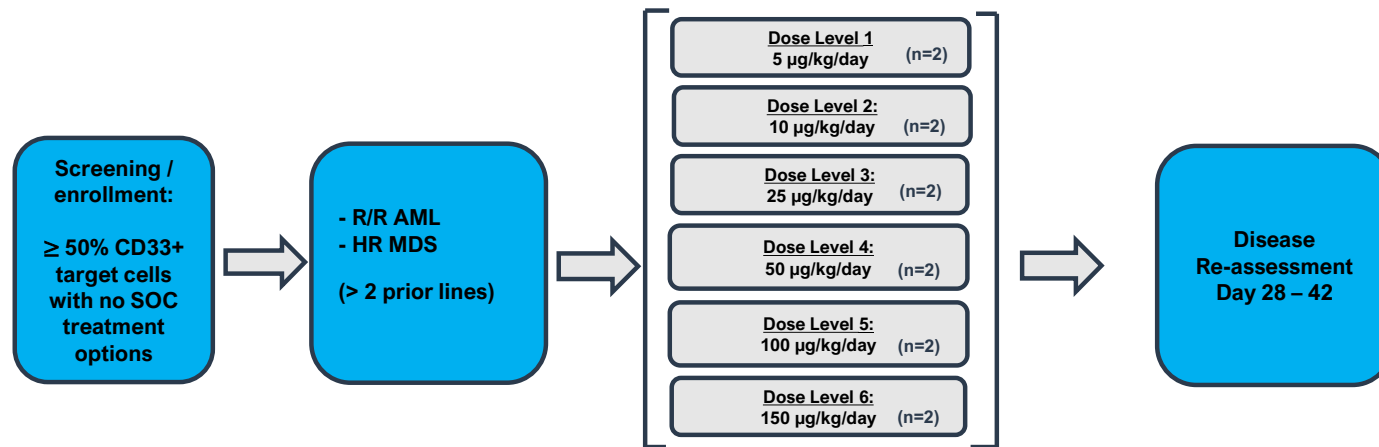 Screening /
enrollment:
≥ 50% CD33+
target cells
with no SOC
treatment
options
- R/R AML
- HR MDS
(> 2 prior lines)
Dose Level 1
5 µg/kg/day (n=2)
Dose Level 2:
10 µg/kg/day (n=2)
Dose Level 3:
25 µg/kg/day (n=2)
Dose Level 4:
50 µg/kg/day (n=2)
Dose Level 5:
100 µg/kg/day (n=2)
Dose Level 6:
150 µg/kg/day (n=2)
Disease
Re-assessment
Day 28 – 42